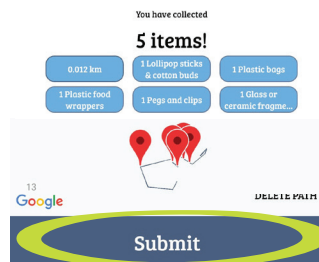 You have collected
5 items!
0.012 km
1 Lollipop sticks
& cotton buds
1 Plastic bags
1 Plastic food
wrappers
1 Pegs and clips
1 Glass or
ceramic fragme...
13
Google
DELETE PATH
Submit